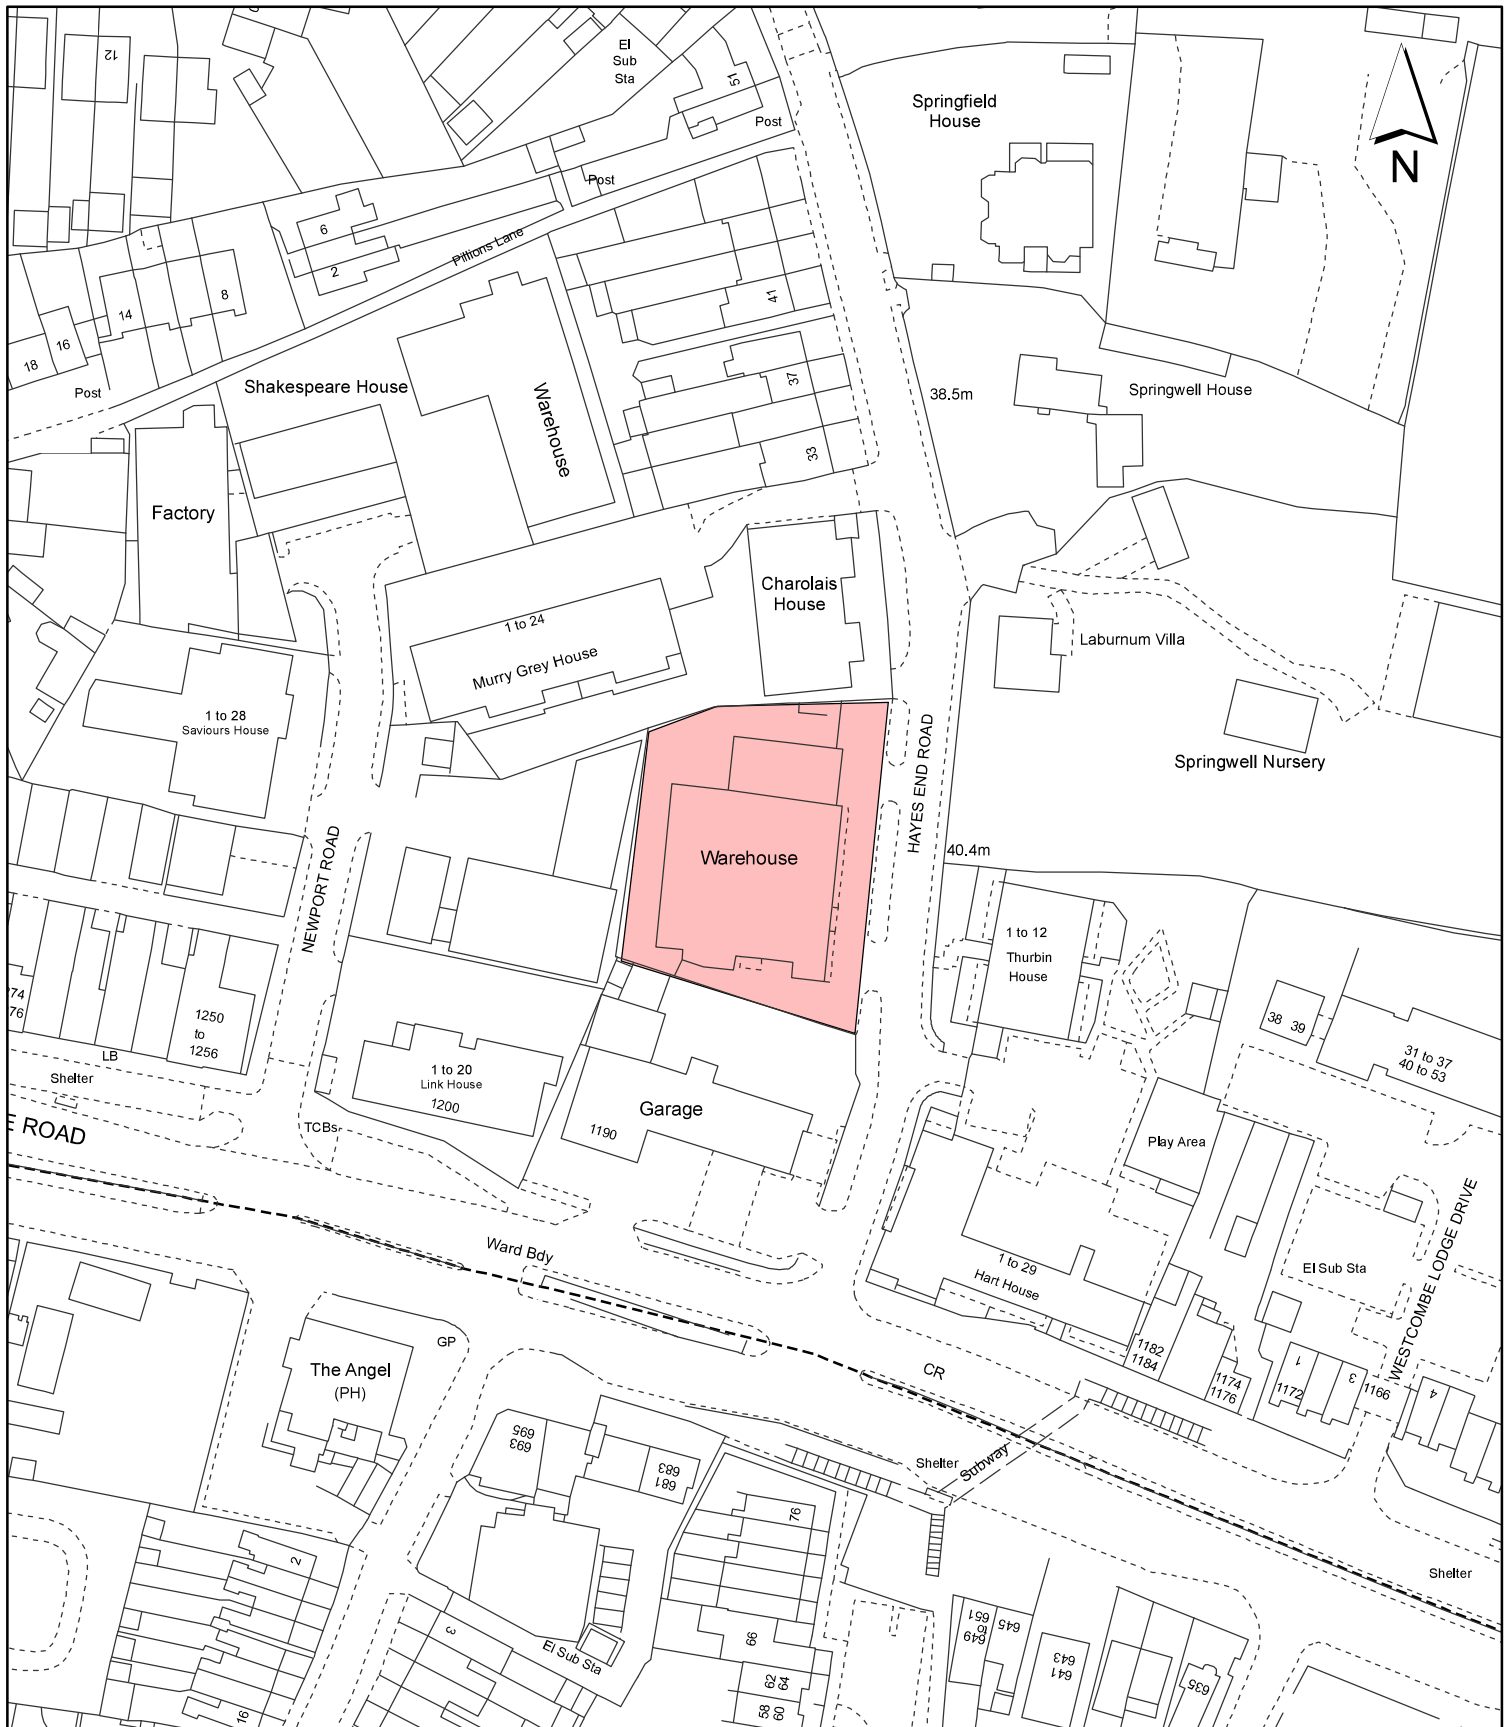 12
El
Sub
Sta
51
Post
Springfield
House
N
Post
6
2
Pillions Lane
8
14
16
18
Post
41
37
33
38.5m
Springwell House
Shakespeare House
Warehouse
Factory
Charolais
House
1 to 24
Murry Grey House
Laburnum Villa
1 to 28
Saviours House
HAYES END ROAD
Springwell Nursery
NEWPORT ROAD
Warehouse
40.4m
1 to 12
Thurbin
House
74
76
1250
to
1256
LB
Shelter
38 39
31 to 37
40 to 53
1 to 20
Link House
1200
Garage
1190
TCBs
E ROAD
Play Area
WESTCOMBE LODGE DRIVE
Ward Bdy
1 to 29
Hart House
El Sub Sta
GP
The Angel
(PH)
CR
1182
1184
1174
1176
1
1172
3
1166
4
695
693
683
681
Shelter
Subway
76
2
Shelter
3
El Sub Sta
66
62
64
58
60
16
651
to
649
645
643
641
635